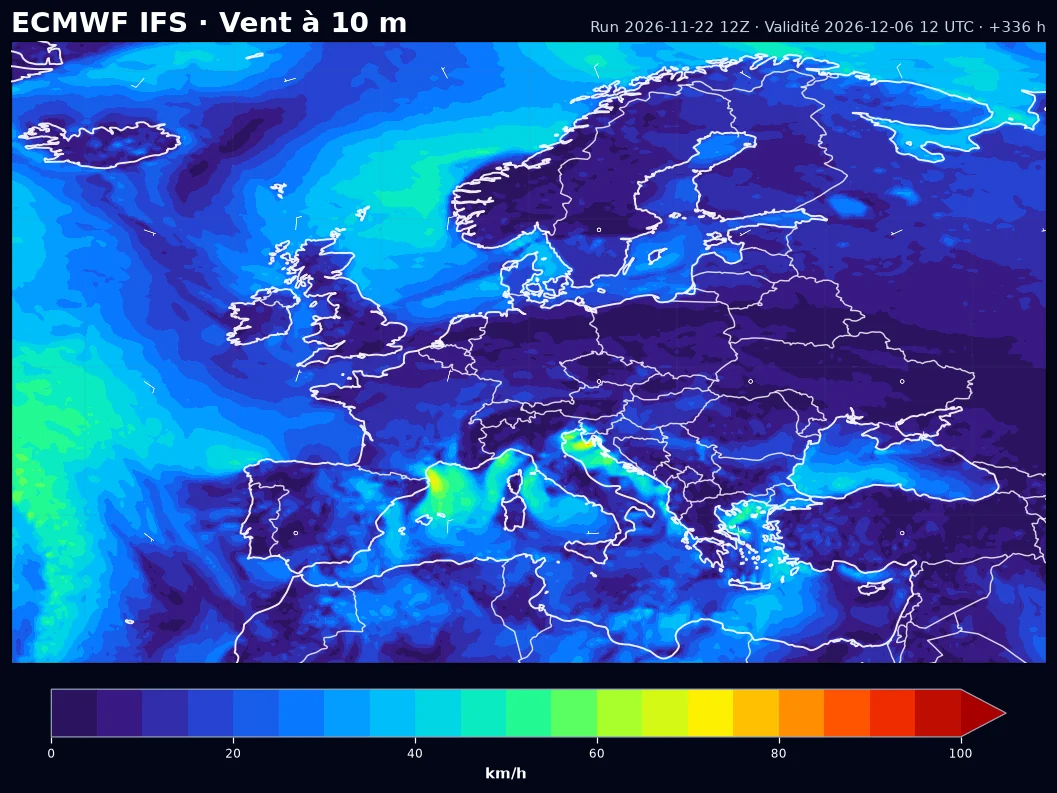 ECMWF IFS · Vent à 10 m
Run 2026-11-22 12Z · Validité 2026-12-06 12 UTC · +336 h
0 20 40 60 80 100
km/h